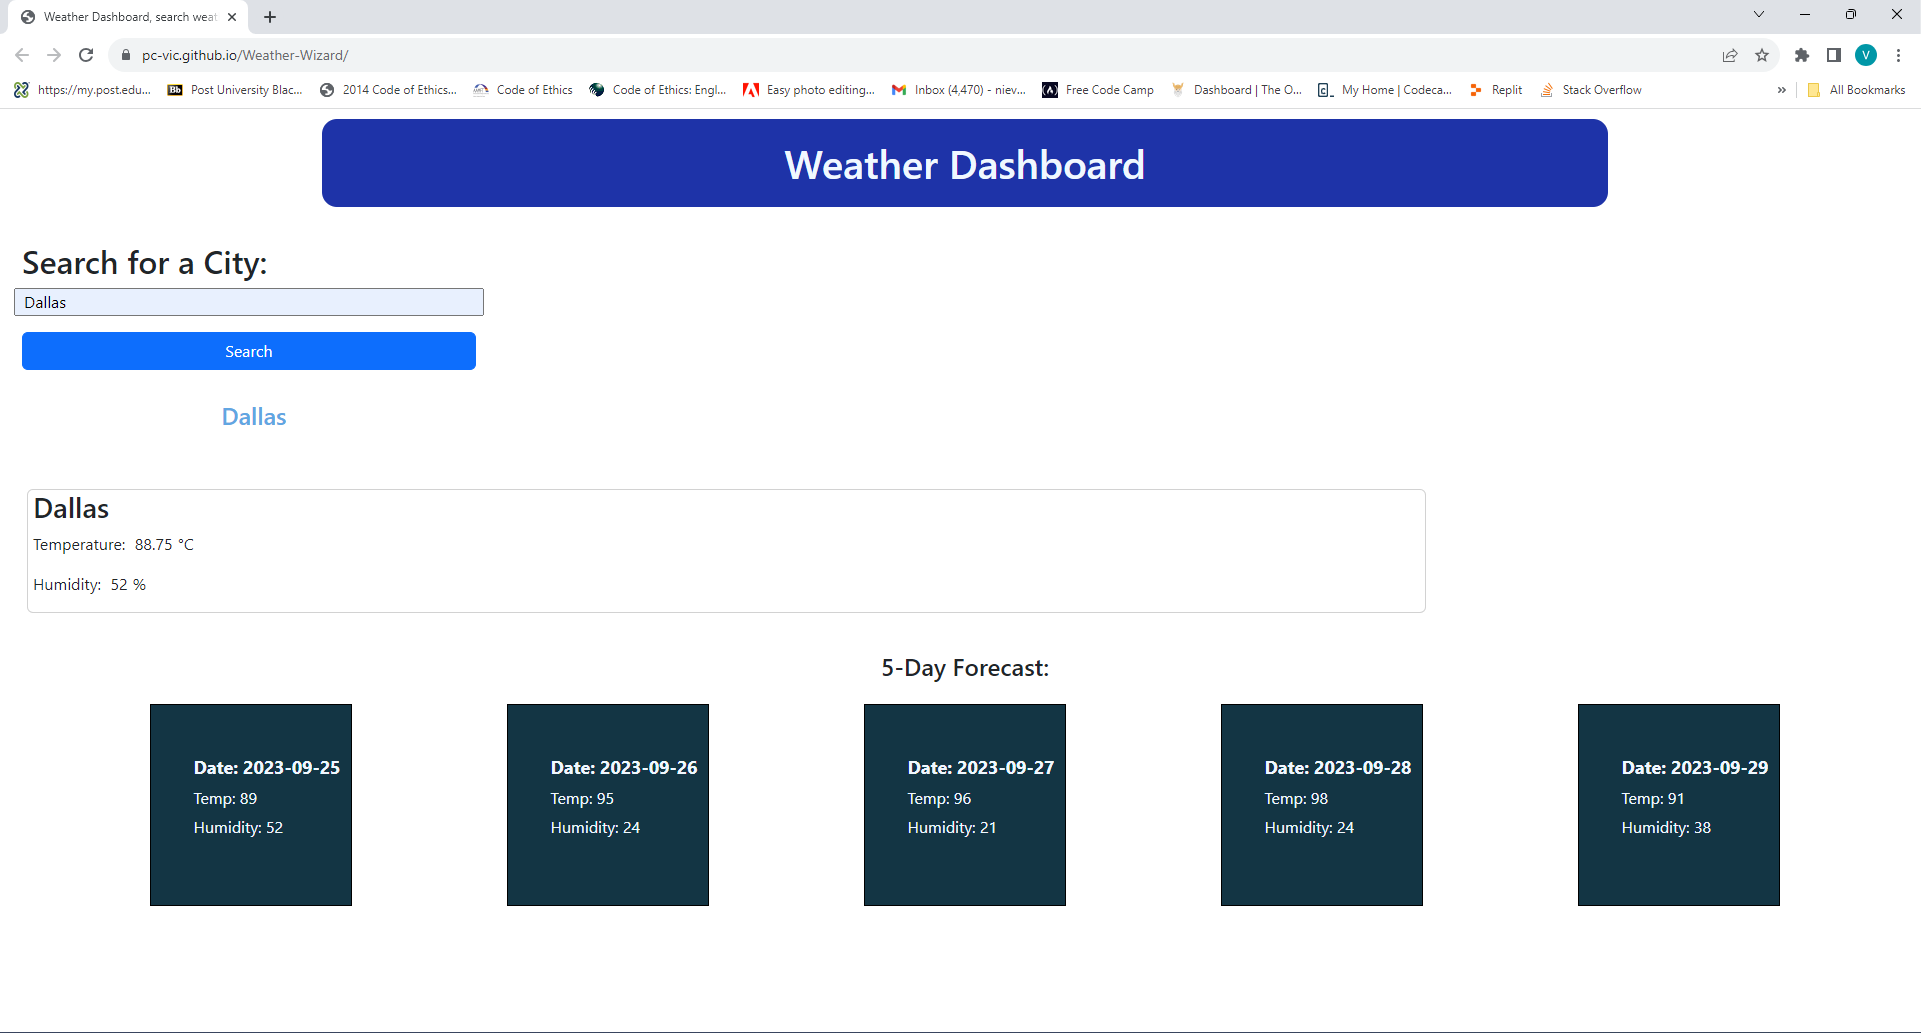 Weather Dashboard, search weat
pc-vic.github.io/Weather-Wizard/
V
https://my.post.edu... Bb Post University Blac... 2014 Code of Ethics... Code of Ethics Code of Ethics: Engl... Easy photo editing... Inbox (4,470) - niev... (A) Free Code Camp Dashboard | The O... c_ My Home | Codeca... Replit Stack Overflow » All Bookmarks
Weather Dashboard
Search for a City:
Dallas
Search
Dallas
Dallas
Temperature: 88.75 °C
Humidity: 52 %
5-Day Forecast:
Date: 2023-09-25
Temp: 89
Humidity: 52
Date: 2023-09-26
Temp: 95
Humidity: 24
Date: 2023-09-27
Temp: 96
Humidity: 21
Date: 2023-09-28
Temp: 98
Humidity: 24
Date: 2023-09-29
Temp: 91
Humidity: 38